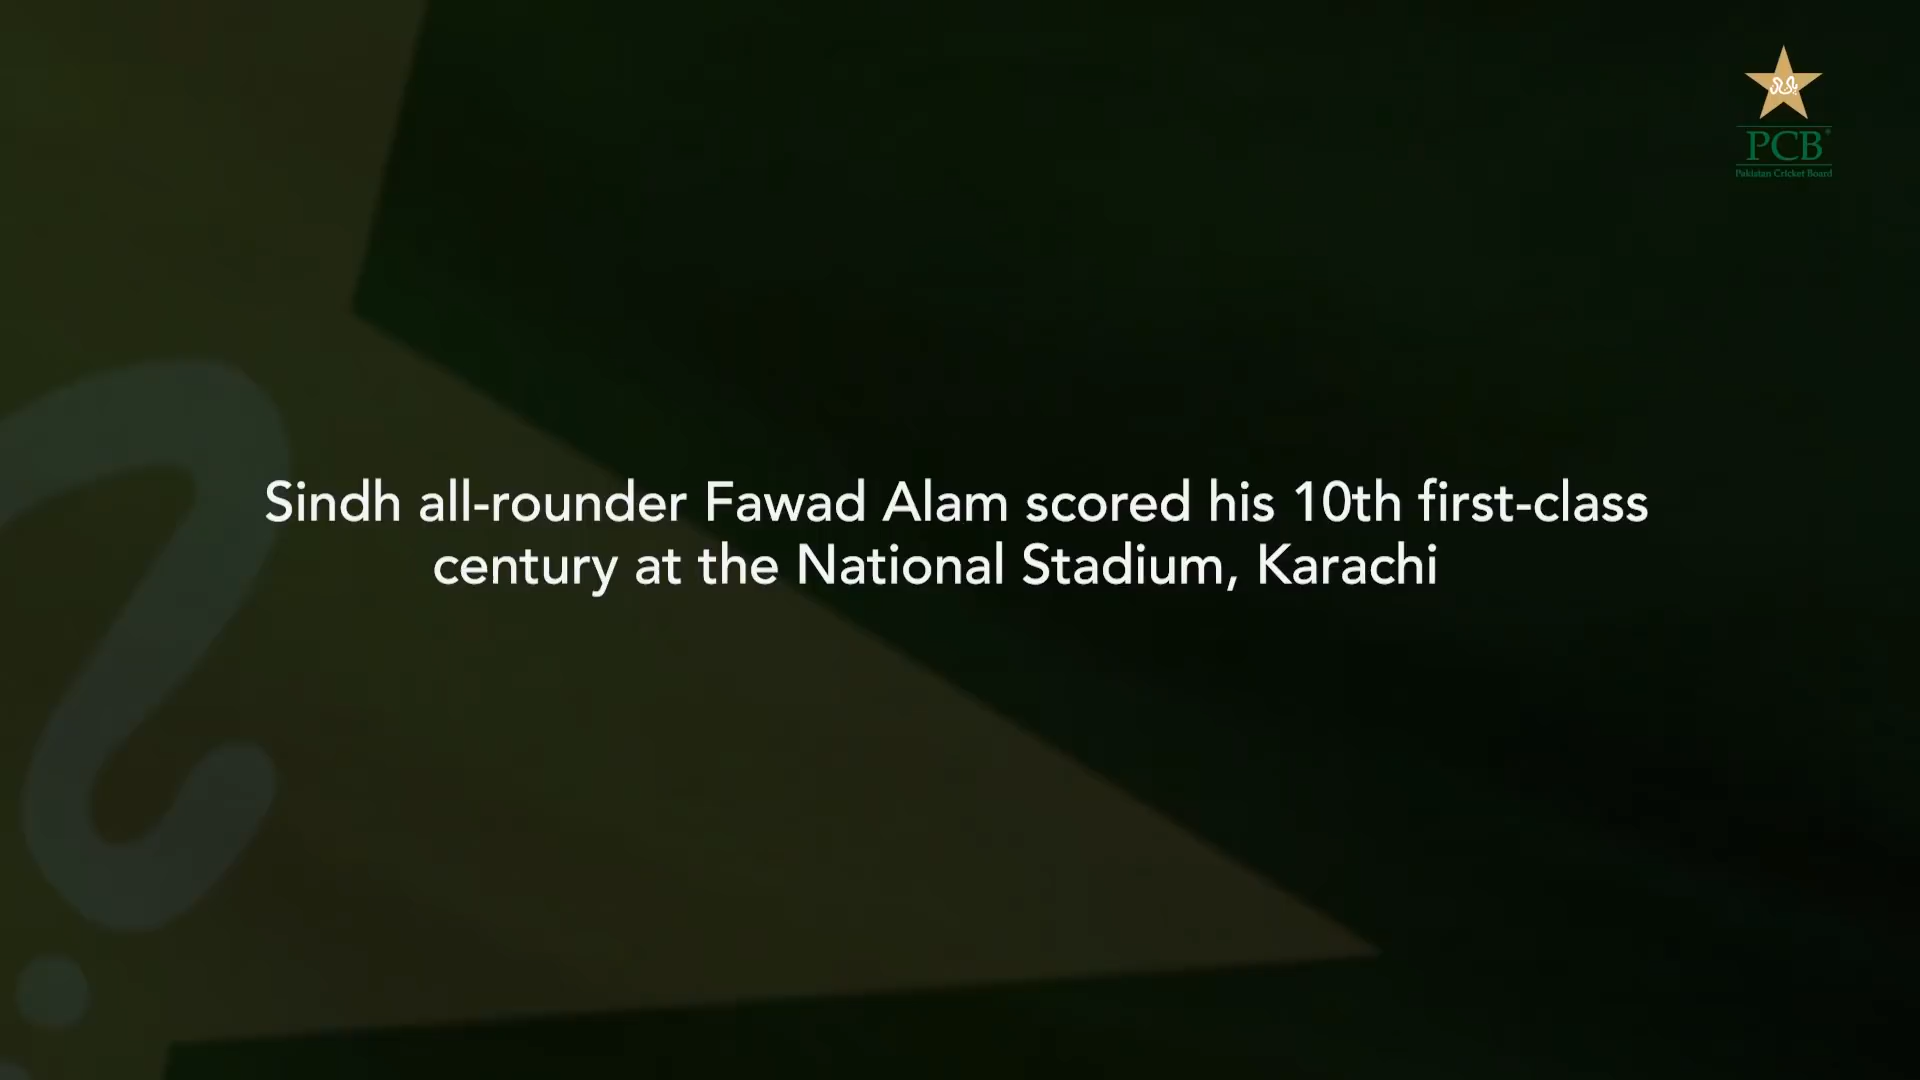 PCB
Pakistan Cricket Board
Sindh all-rounder Fawad Alam scored his 10th first-class
century at the National Stadium, Karachi